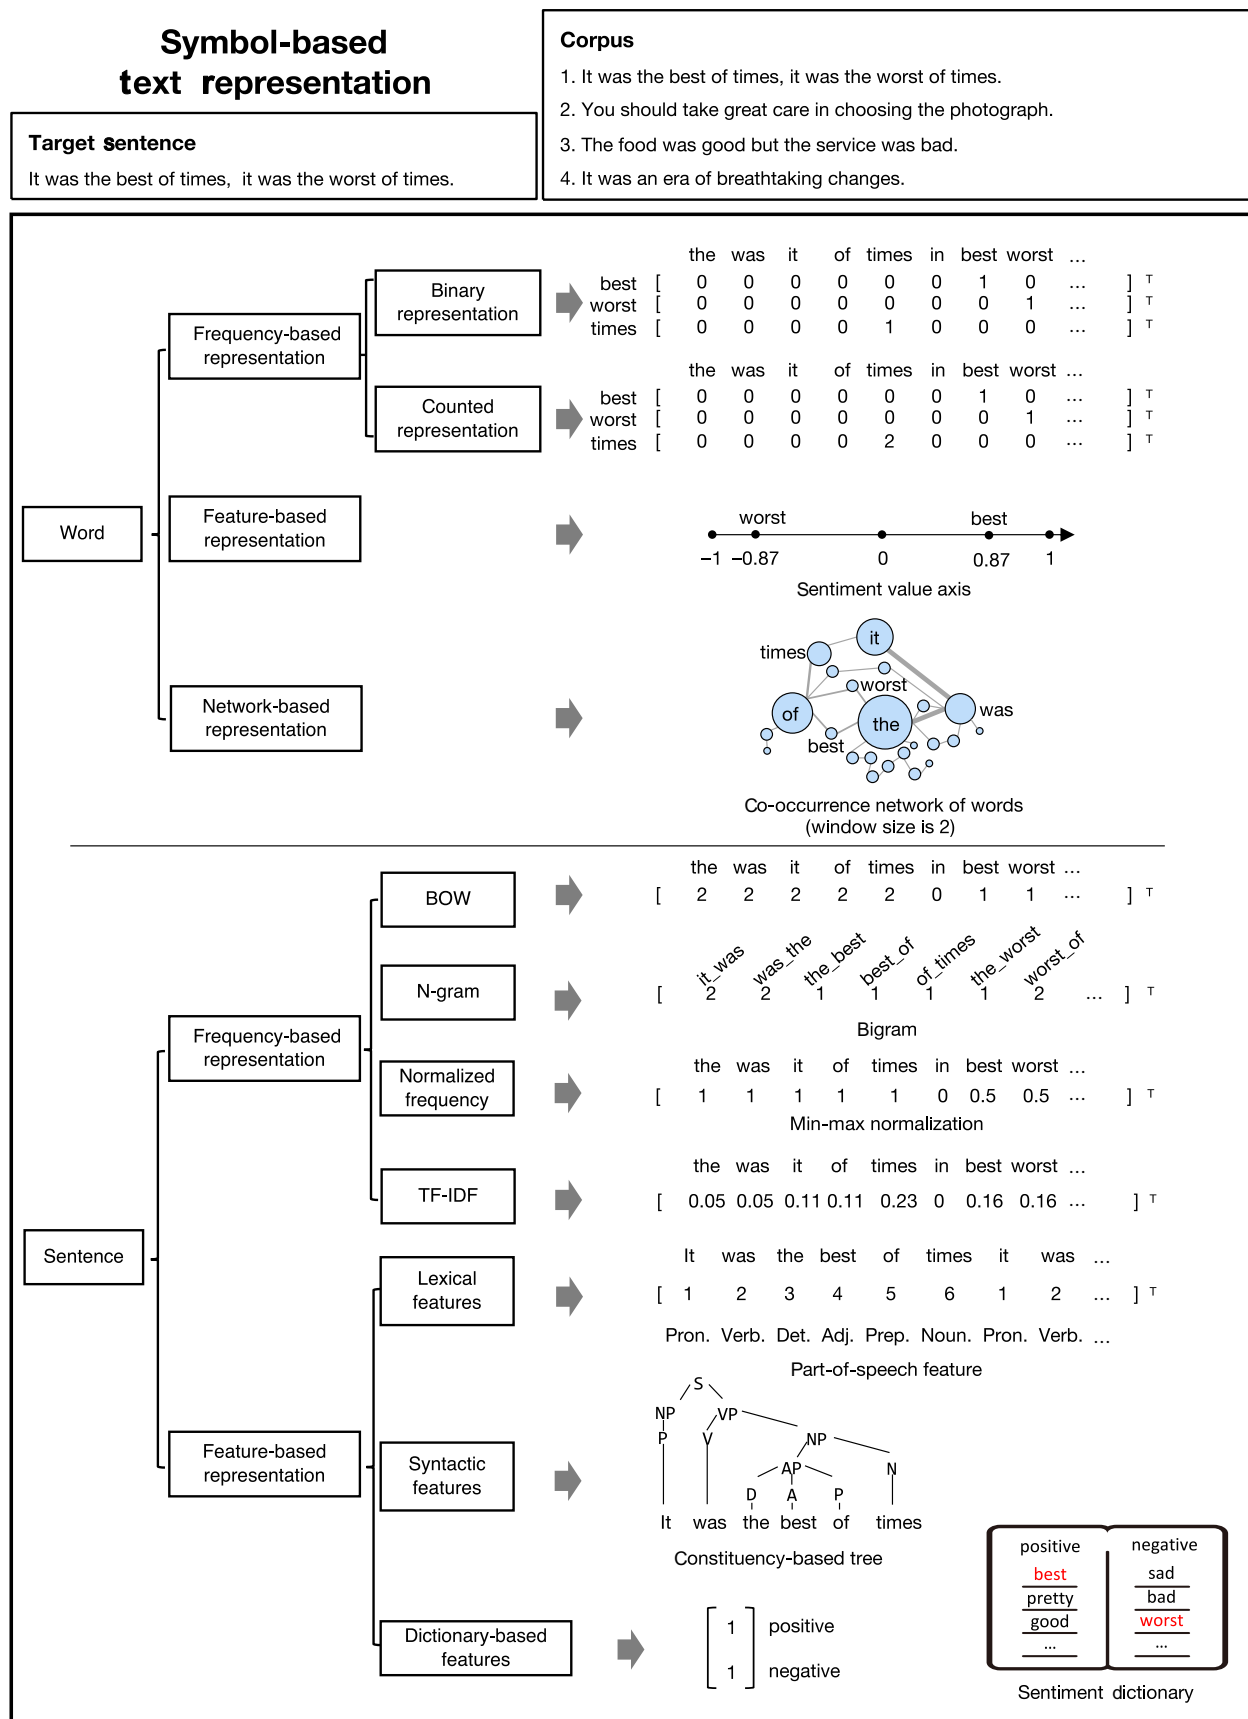 Symbol-based
text representation
Target sentence
It was the best of times, it was the worst of times.
Corpus
1. It was the best of times, it was the worst of times.
2. You should take great care in choosing the photograph.
3. The food was good but the service was bad.
4. It was an era of breathtaking changes.
Word
Frequency-based
representation
Binary
representation
the was it of times in best worst ...
best [ 0 0 0 0 0 0 1 0 ... ] T
worst [ 0 0 0 0 0 0 0 1 ... ] T
times [ 0 0 0 0 1 0 0 0 ... ] T
Counted
representation
the was it of times in best worst ...
best [ 0 0 0 0 0 0 1 0 ... ] T
worst [ 0 0 0 0 0 0 0 1 ... ] T
times [ 0 0 0 0 2 0 0 0 ... ] T
Feature-based
representation
worst best
−1 −0.87 0 0.87 1
Sentiment value axis
Network-based
representation
it
times
worst
of
the
was
best
Co-occurrence network of words
(window size is 2)
Sentence
Frequency-based
representation
BOW
the was it of times in best worst ...
[ 2 2 2 2 2 0 1 1 ... ] T
N-gram
it_was was_the the_best best_of of_times the_worst worst_of
[ 2 2 1 1 1 1 2 ... ] T
Bigram
Normalized
frequency
the was it of times in best worst ...
[ 1 1 1 1 1 0 0.5 0.5 ... ] T
Min-max normalization
TF-IDF
the was it of times in best worst ...
[ 0.05 0.05 0.11 0.11 0.23 0 0.16 0.16 ... ] T
Feature-based
representation
Lexical
features
It was the best of times it was ...
[ 1 2 3 4 5 6 1 2 ... ] T
Pron. Verb. Det. Adj. Prep. Noun. Pron. Verb. ...
Part-of-speech feature
Syntactic
features
S
NP VP
P V NP
AP N
D A P
It was the best of times
Constituency-based tree
Dictionary-based
features
1 positive
1 negative
positive negative
best sad
pretty bad
good worst
... ...
Sentiment dictionary